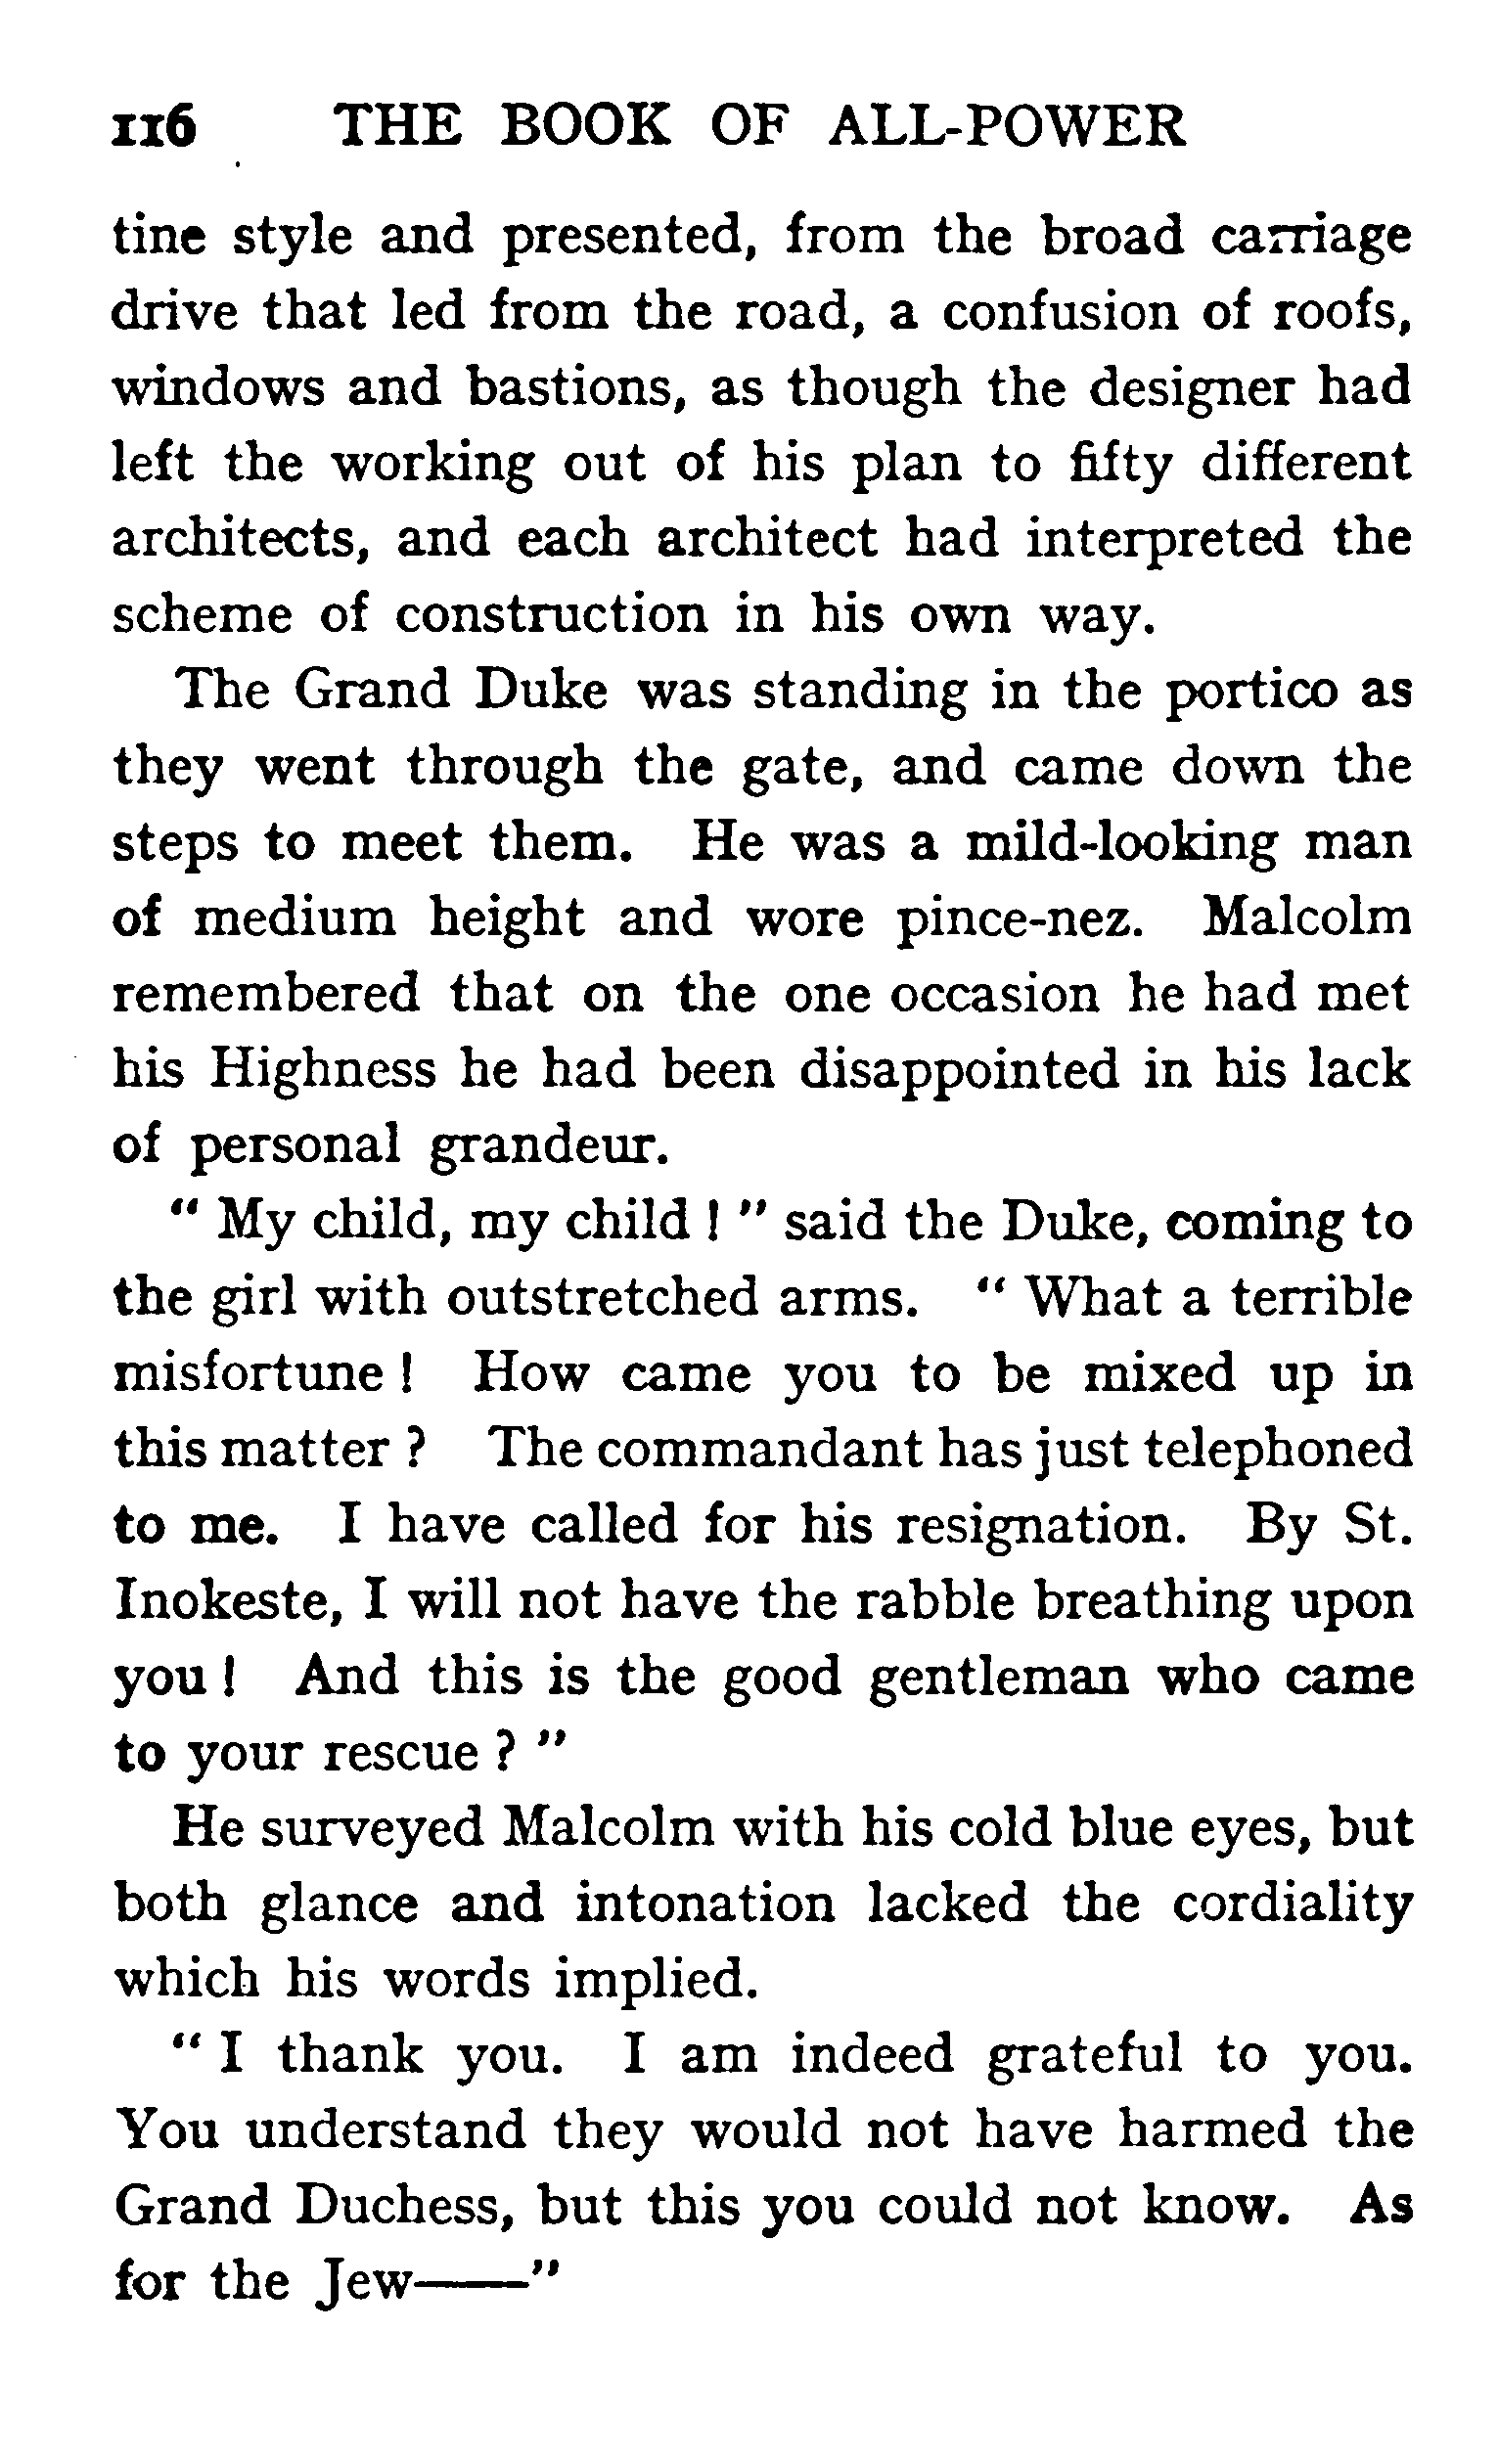 116 THE BOOK OF ALL-POWER
tine style and presented, from the broad carriage
drive that led from the road, a confusion of roofs,
windows and bastions, as though the designer had
left the working out of his plan to fifty different
architects, and each architect had interpreted the
scheme of construction in his own way.
The Grand Duke was standing in the portico as
they went through the gate, and came down the
steps to meet them. He was a mild-looking man
of medium height and wore pince-nez. Malcolm
remembered that on the one occasion he had met
his Highness he had been disappointed in his lack
of personal grandeur.
" My child, my child ! " said the Duke, coming to
the girl with outstretched arms. " What a terrible
misfortune ! How came you to be mixed up in
this matter ? The commandant has just telephoned
to me. I have called for his resignation. By St.
Inokeste, I will not have the rabble breathing upon
you ! And this is the good gentleman who came
to your rescue ? "
He surveyed Malcolm with his cold blue eyes, but
both glance and intonation lacked the cordiality
which his words implied.
" I thank you. I am indeed grateful to you.
You understand they would not have harmed the
Grand Duchess, but this you could not know. As
for the Jew——"